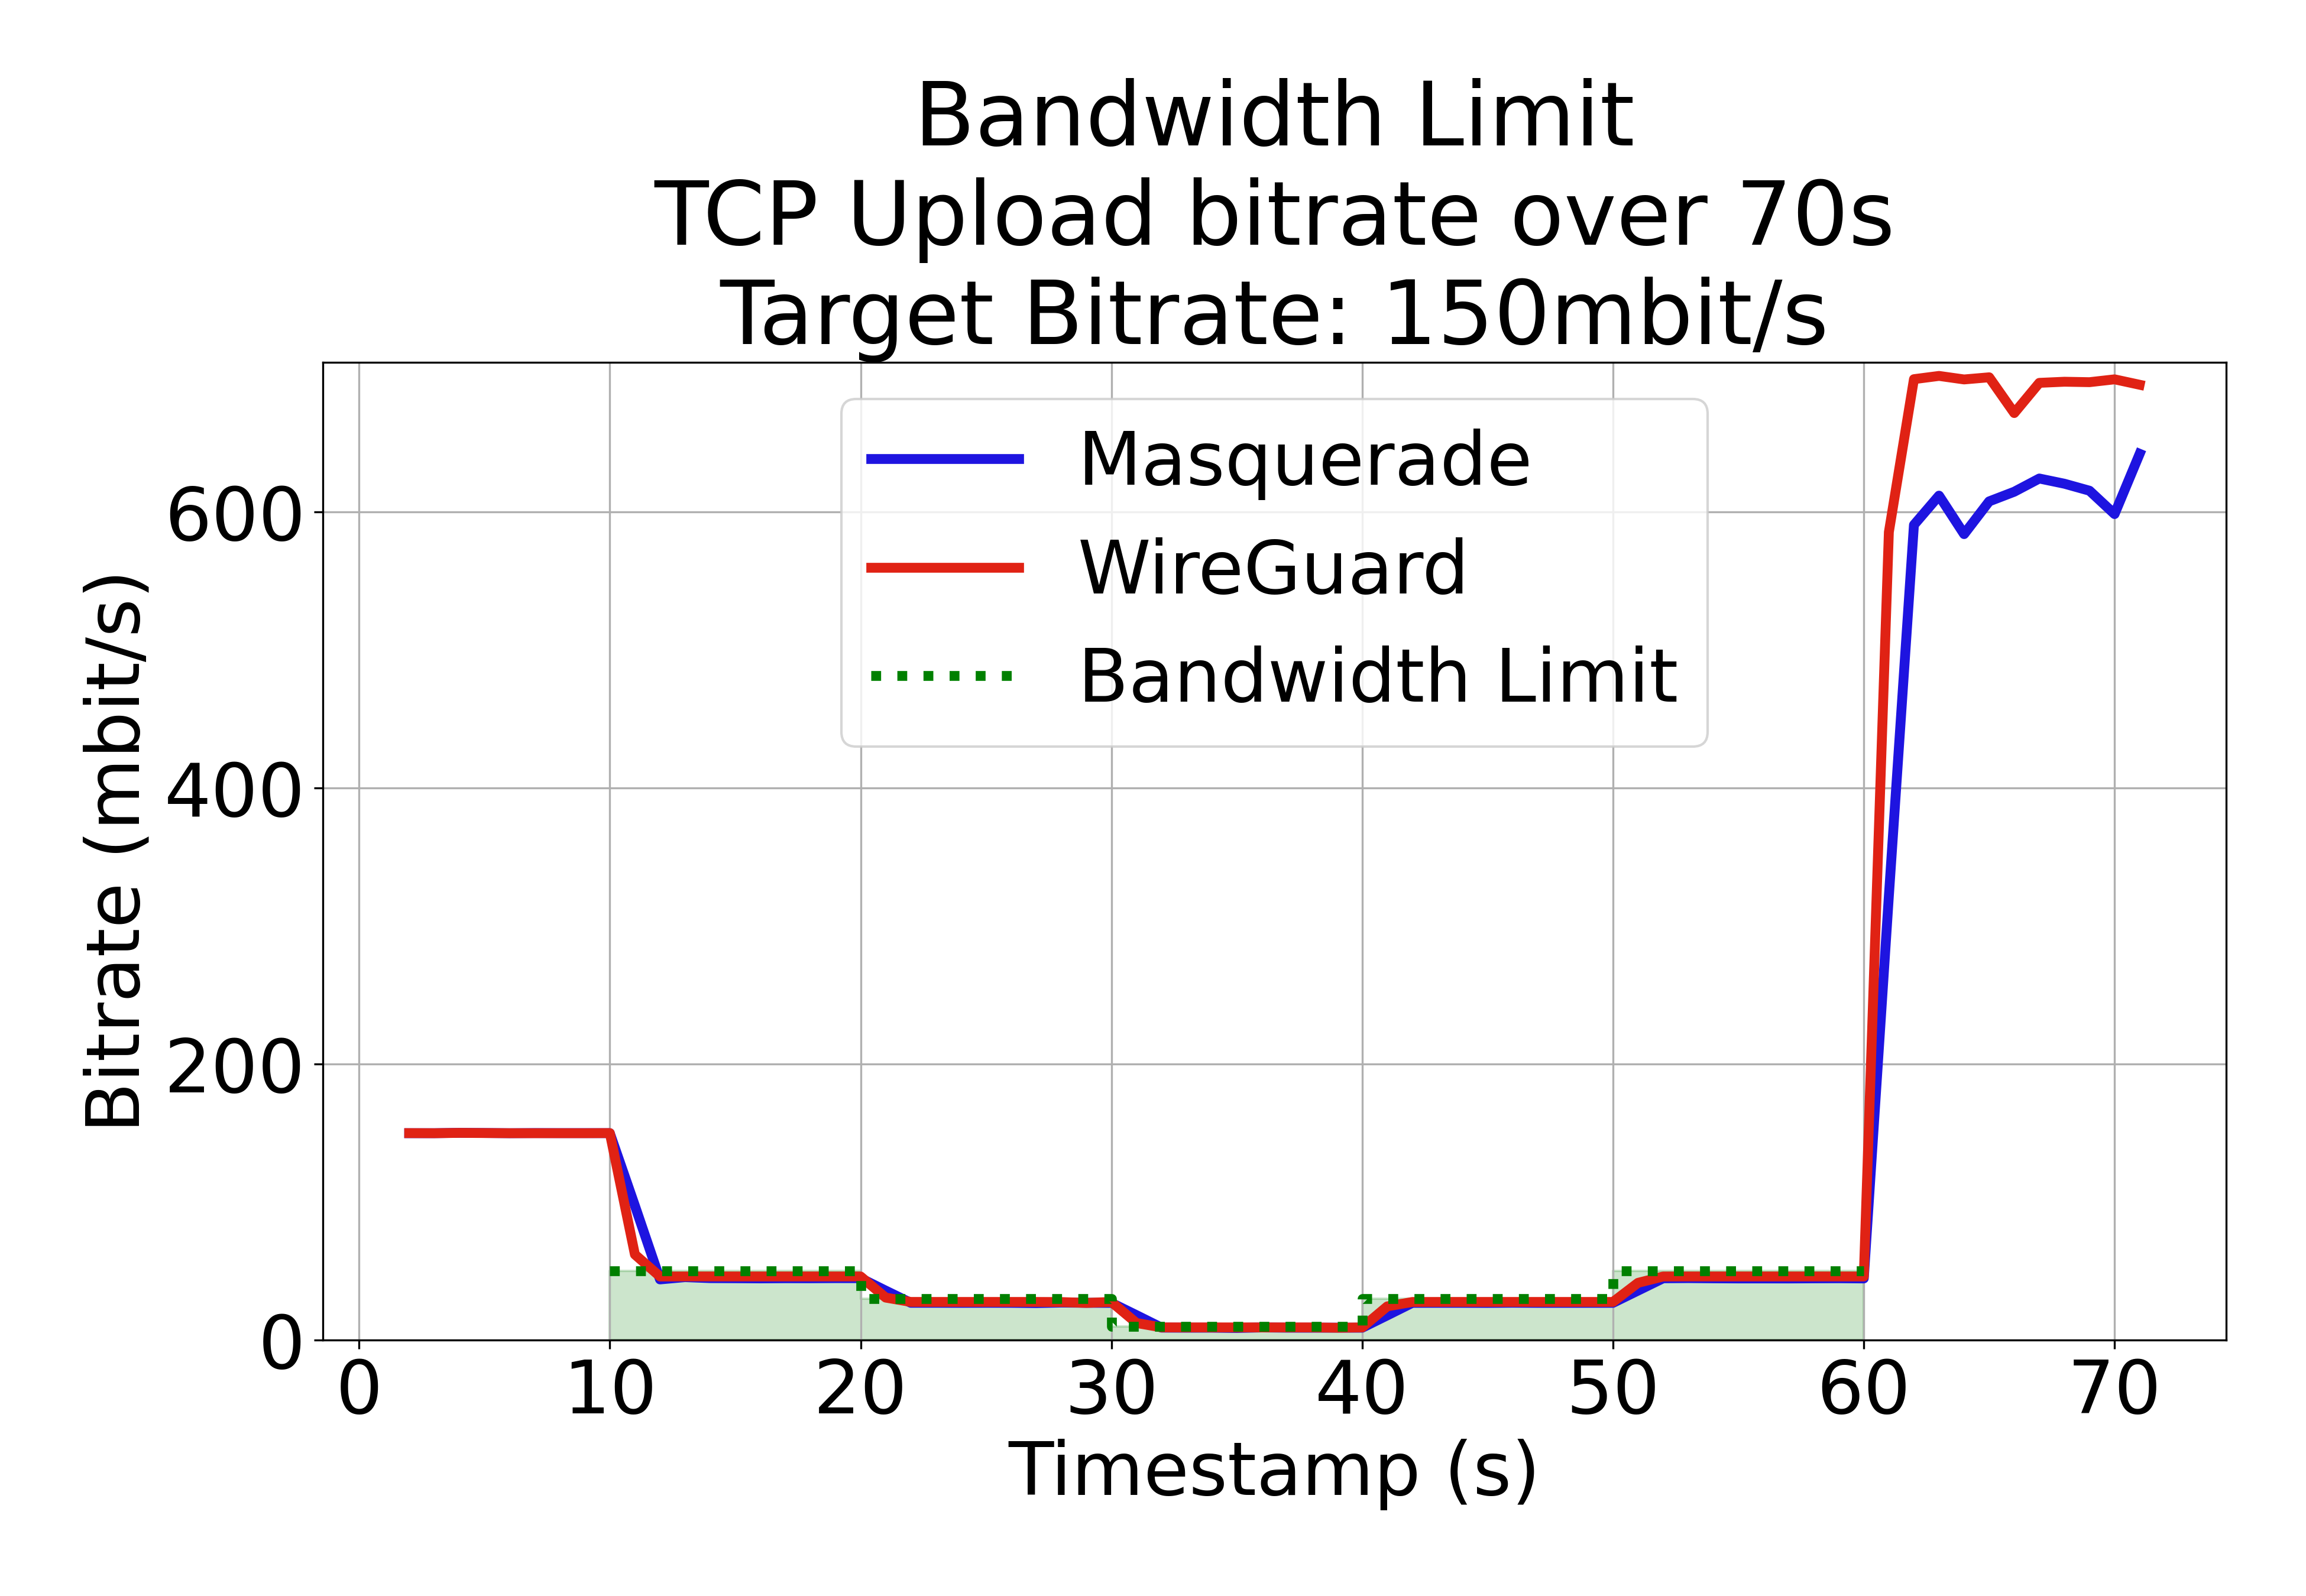 Bandwidth Limit
TCP Upload bitrate over 70s
Target Bitrate: 150mbit/s
Masquerade
WireGuard
Bandwidth Limit
Bitrate (mbit/s)
600
400
200
0
0 10 20 30 40 50 60 70
Timestamp (s)